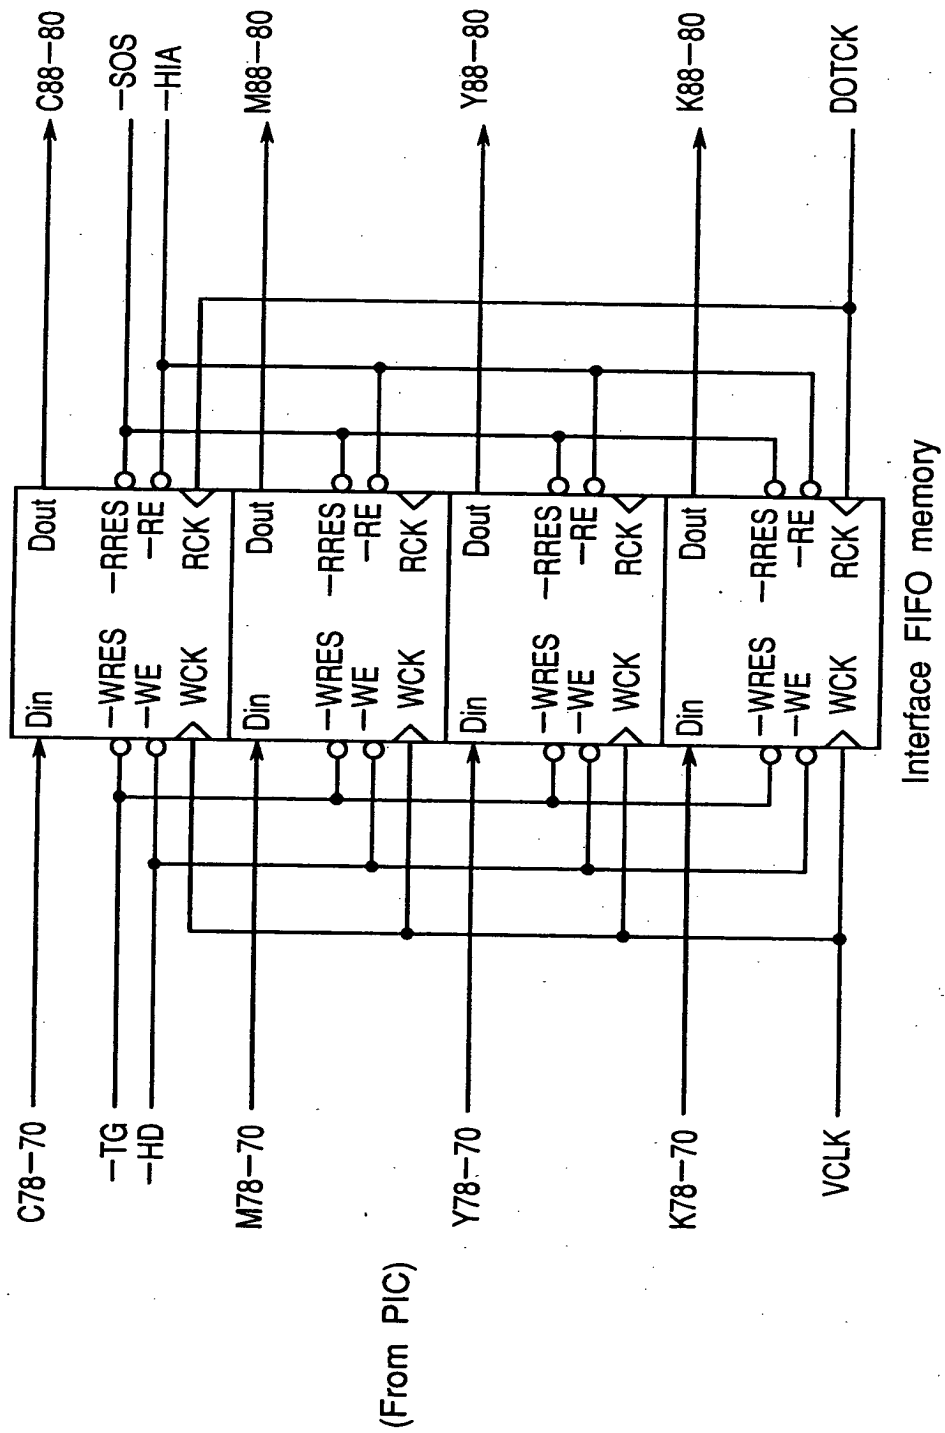 C88-80
-SOS
-HIA
M88-80
Y88-80
K88-80
DOTCK
Dout
-RRES
-RE
RCK
Dout
-RRES
-RE
RCK
Dout
-RRES
-RE
RCK
Dout
-RRES
-RE
RCK
Din
-WRES
-WE
WCK
Din
-WRES
-WE
WCK
Din
-WRES
-WE
WCK
Din
-WRES
-WE
WCK
C78-70
-TG
-HD
M78-70
Y78-70
K78-70
VCLK
(From PIC)
Interface FIFO memory